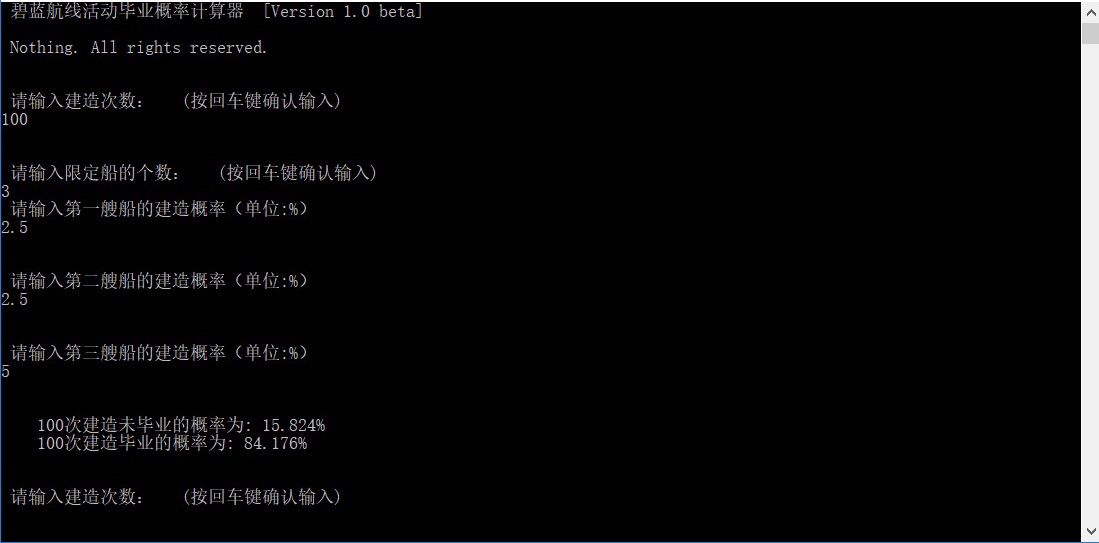 碧蓝航线活动毕业概率计算器 [Version 1.0 beta]
Nothing. All rights reserved.
请输入建造次数: (按回车键确认输入)
100
请输入限定船的个数: (按回车键确认输入)
3
请输入第一艘船的建造概率（单位:%）
2.5
请输入第二艘船的建造概率（单位:%）
2.5
请输入第三艘船的建造概率（单位:%）
5
100次建造未毕业的概率为: 15.824%
100次建造毕业的概率为: 84.176%
请输入建造次数: (按回车键确认输入)